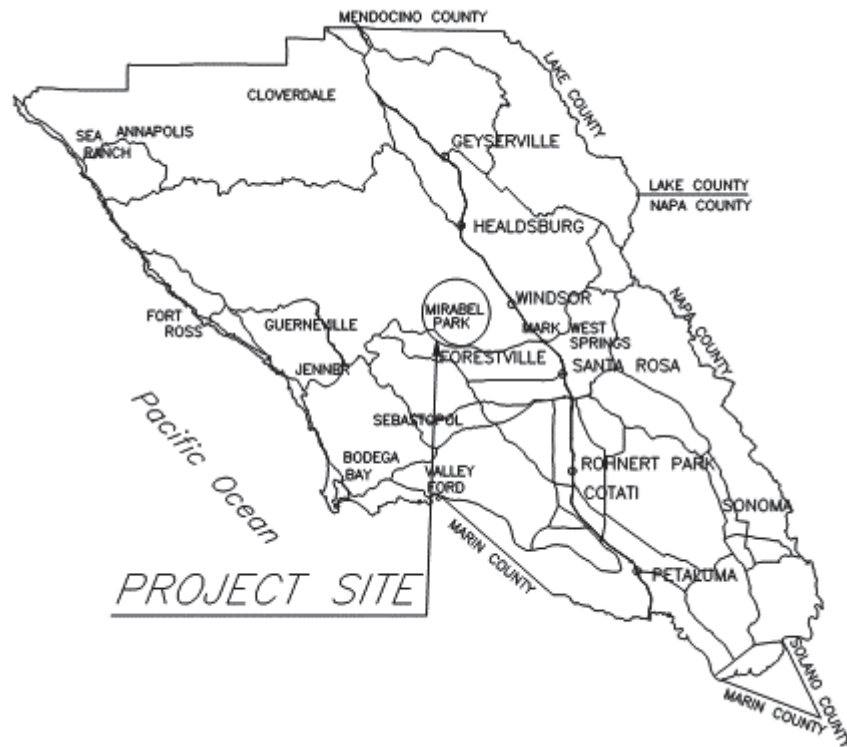 MENDOCINO COUNTY
LAKE COUNTY
CLOVERDALE
SEA ANNAPOLIS
RANCH
GEYSERVILLE
LAKE COUNTY
NAPA COUNTY
HEALDSBURG
NAPA COUNTY
WINDSOR
MIRABEL
PARK
FORT
ROSS
GUERNEVILLE
MARK WEST
SPRINGS
FORESTVILLE
JENNER
SANTA ROSA
Pacific Ocean
SEBASTOPOL
BODEGA
BAY
VALLEY
FORD
ROHNERT PARK
COTATI
SONOMA
MARIN COUNTY
PROJECT SITE
PETALUMA
SOLANO COUNTY
MARIN COUNTY